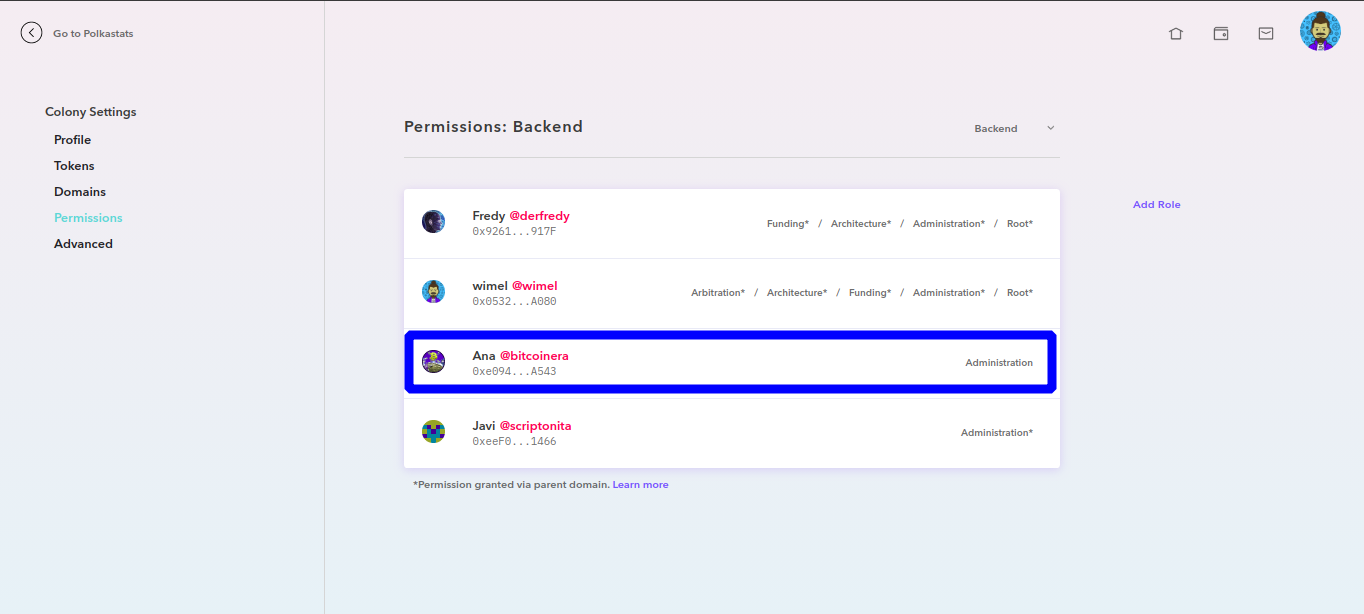 Go to Polkastats
Colony Settings
Profile
Tokens
Domains
Permissions
Advanced
Permissions: Backend
Backend
Add Role
Fredy @derfredy
0x9261...917F
Funding* / Architecture* / Administration* / Root*
wimel @wimel
0x0532...A080
Arbitration* / Architecture* / Funding* / Administration* / Root*
Ana @bitcoinera
0xe094...A543
Administration
Javi @scriptonita
0xeeF0...1466
Administration*
*Permission granted via parent domain. Learn more